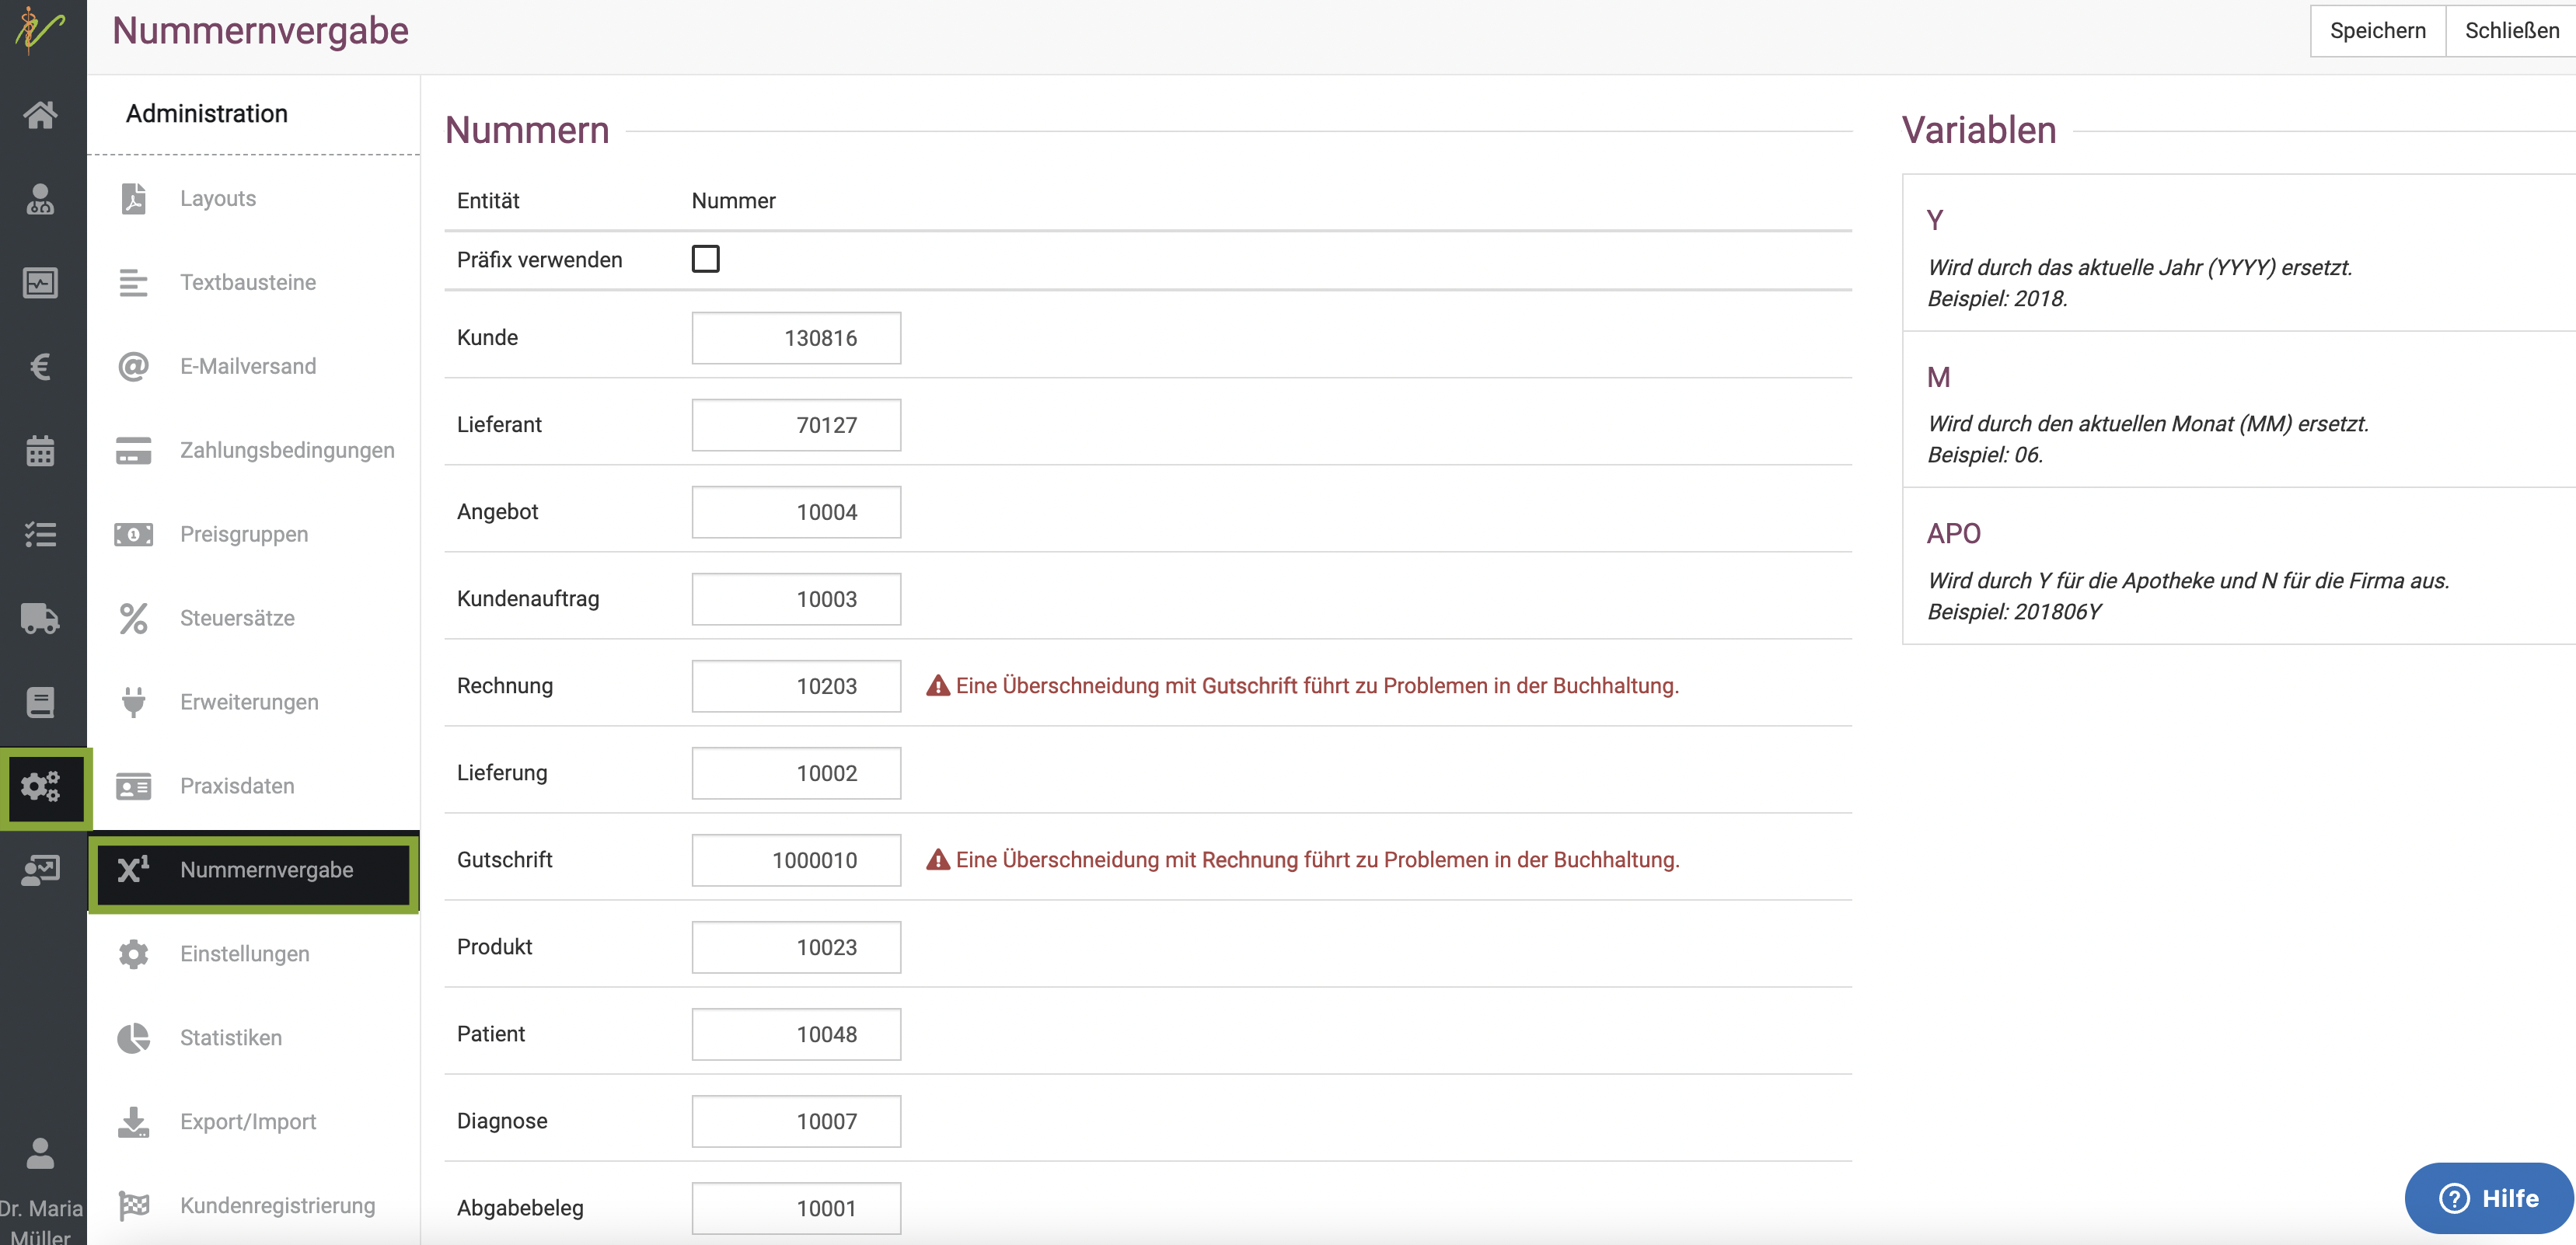 Nummernvergabe
Speichern
Schließen
Administration
Layouts
Textbausteine
E-Mailversand
Zahlungsbedingungen
Preisgruppen
Steuersätze
Erweiterungen
Praxisdaten
Nummernvergabe
Einstellungen
Statistiken
Export/Import
Kundenregistrierung
Dr. Maria
Müller
Nummern
Entität Nummer
Präfix verwenden
Kunde 130816
Lieferant 70127
Angebot 10004
Kundenauftrag 10003
Rechnung 10203 Eine Überschneidung mit Gutschrift führt zu Problemen in der Buchhaltung.
Lieferung 10002
Gutschrift 1000010 Eine Überschneidung mit Rechnung führt zu Problemen in der Buchhaltung.
Produkt 10023
Patient 10048
Diagnose 10007
Abgabebeleg 10001
Variablen
Y
Wird durch das aktuelle Jahr (YYYY) ersetzt.
Beispiel: 2018.
M
Wird durch den aktuellen Monat (MM) ersetzt.
Beispiel: 06.
APO
Wird durch Y für die Apotheke und N für die Firma aus.
Beispiel: 201806Y
Hilfe